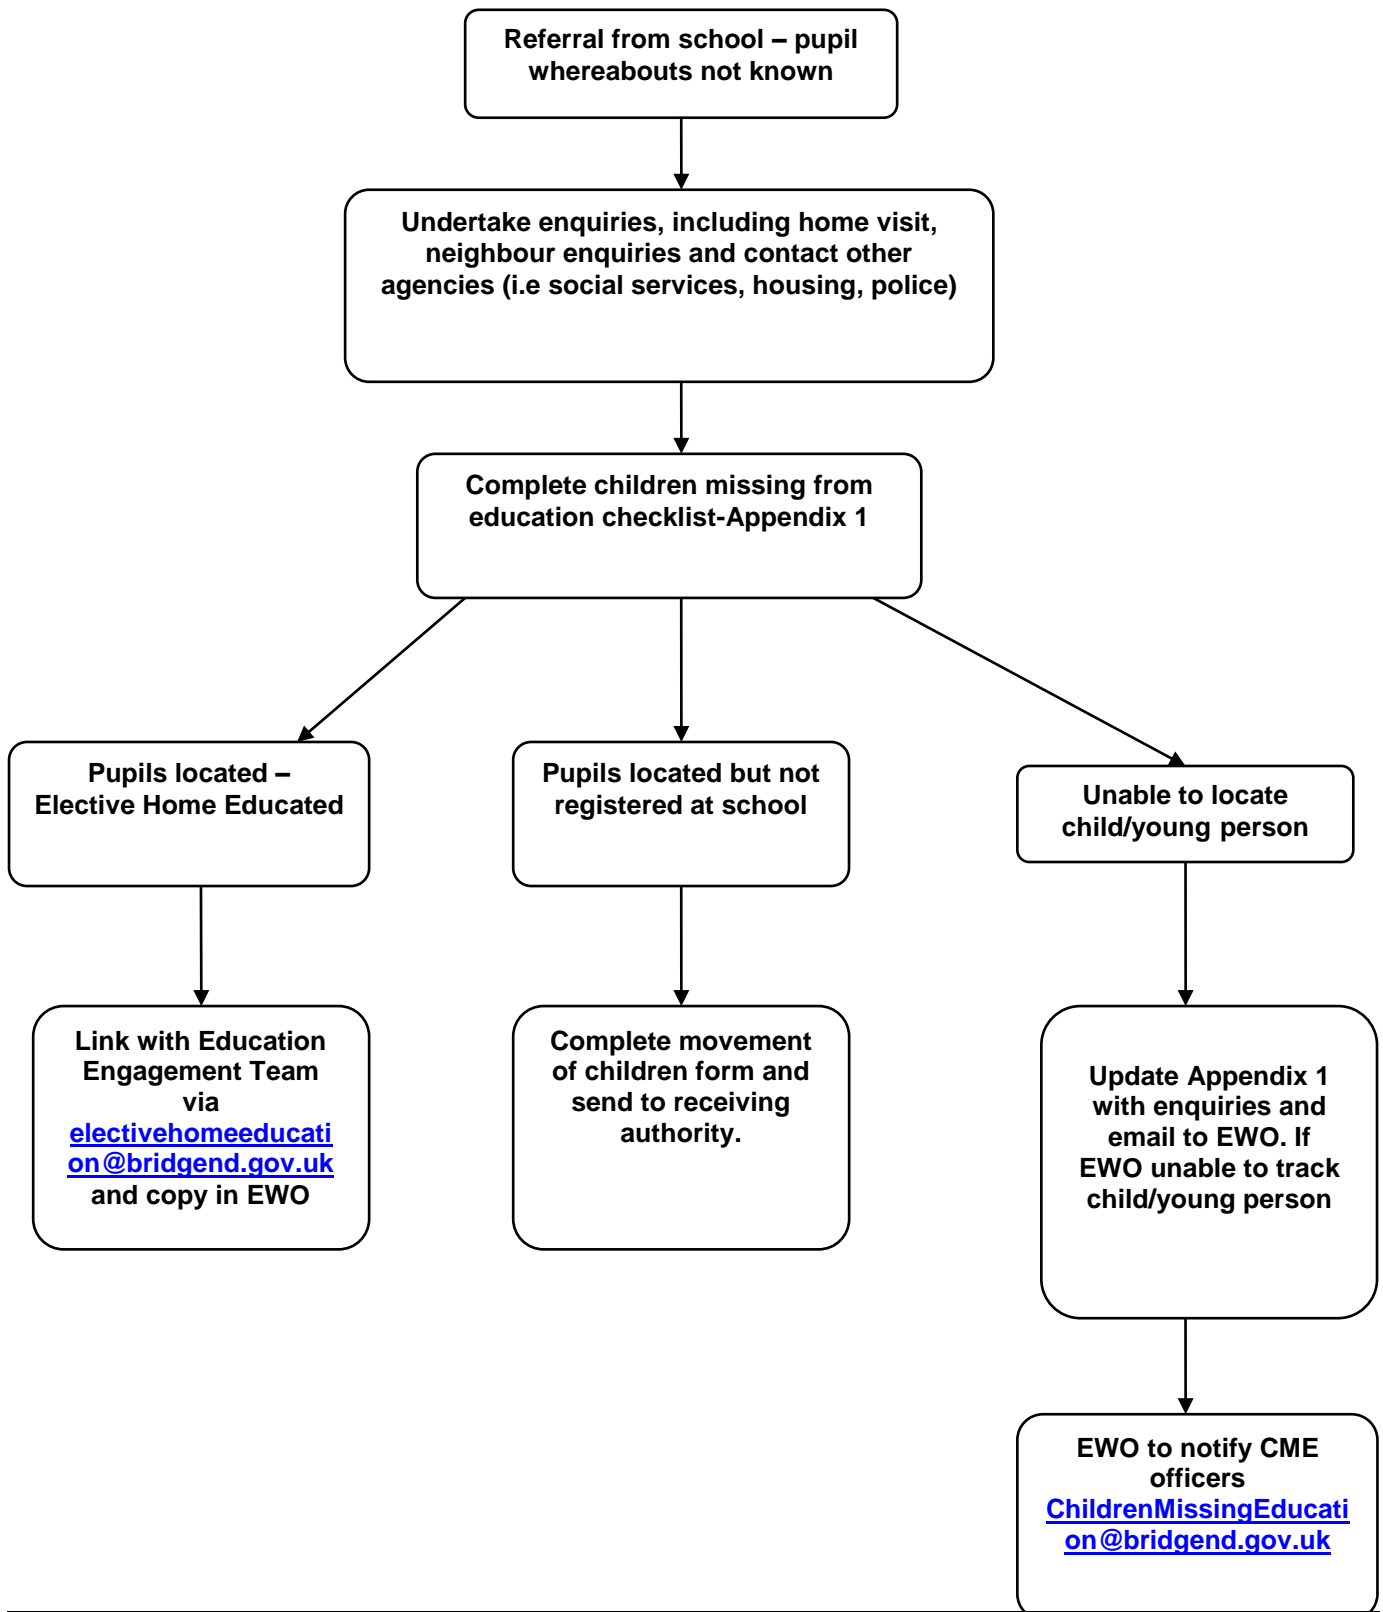 Referral from school – pupil
whereabouts not known
Undertake enquiries, including home visit,
neighbour enquiries and contact other
agencies (i.e social services, housing, police)
Complete children missing from
education checklist-Appendix 1
Pupils located –
Elective Home Educated
Pupils located but not
registered at school
Unable to locate
child/young person
Link with Education
Engagement Team
via
electivehomeeducati
on@bridgend.gov.uk
and copy in EWO
Complete movement
of children form and
send to receiving
authority.
Update Appendix 1
with enquiries and
email to EWO. If
EWO unable to track
child/young person
EWO to notify CME
officers
ChildrenMissingEducati
on@bridgend.gov.uk